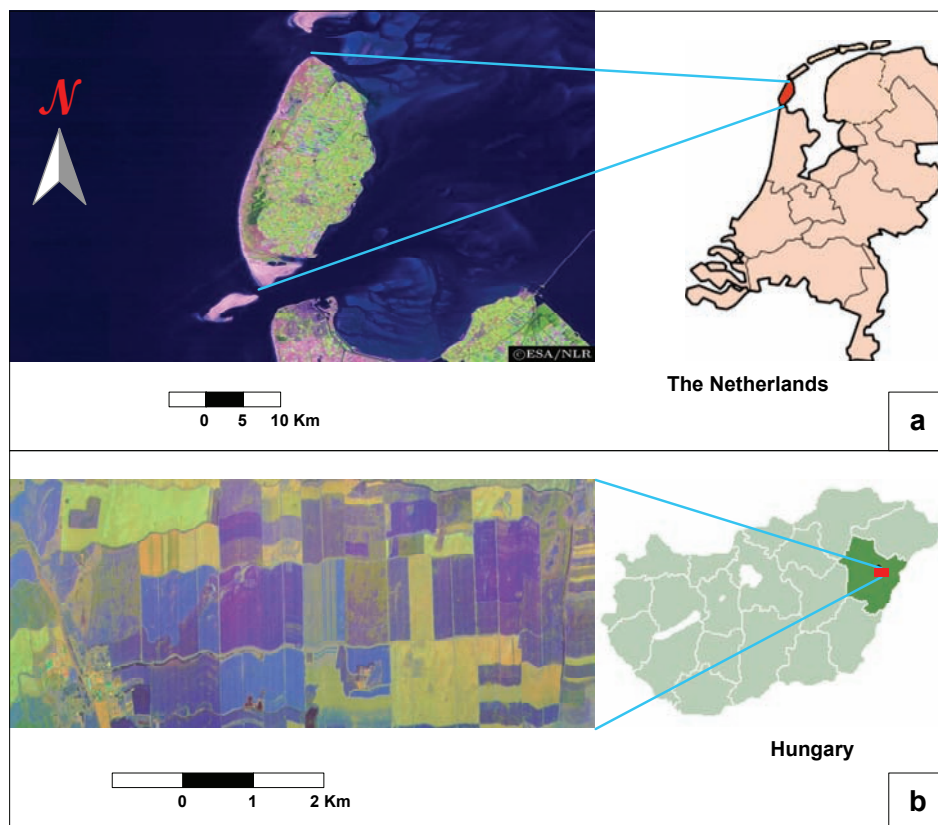 N
©ESA/NLR
The Netherlands
0 5 10 Km
a
Hungary
0 1 2 Km
b